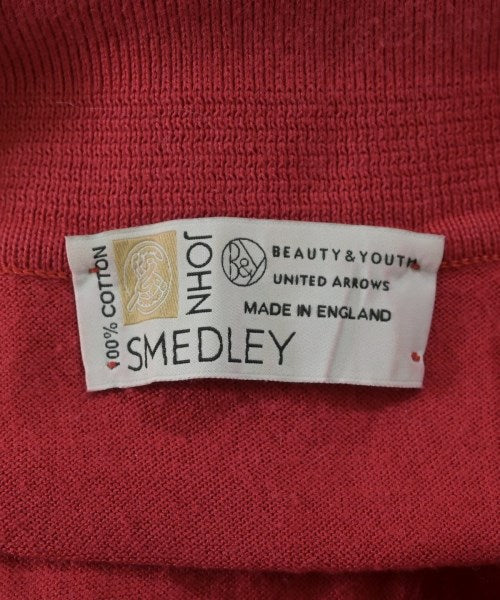 100% COTTON
JOHN
SMEDLEY
B&Y
BEAUTY & YOUTH
UNITED ARROWS
MADE IN ENGLAND